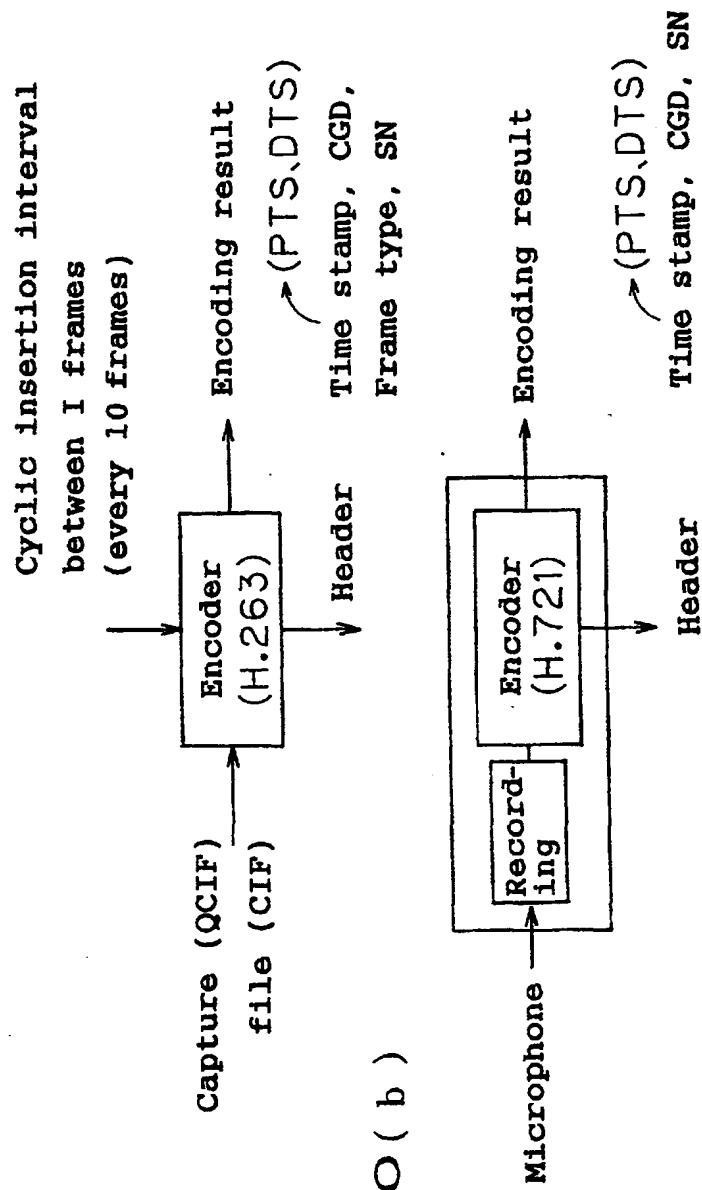 Cyclic insertion interval
between I frames
(every 10 frames)
Capture (QCIF)
file (CIF)
Encoder
(H.263)
Encoding result
(PTS、DTS)
Header
Time stamp, CGD,
Frame type, SN
O(b)
Microphone
Record-
ing
Encoder
(H.721)
Encoding result
(PTS、DTS)
Header
Time stamp, CGD, SN